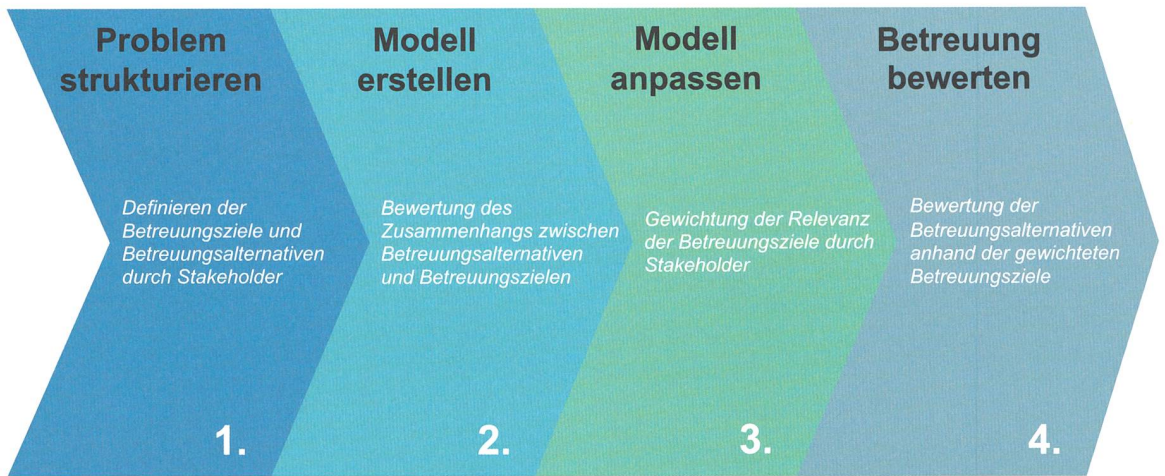 Problem
strukturieren
Definieren der
Betreuungsziele und
Betreuungsalternativen
durch Stakeholder
1.
Modell
erstellen
Bewertung des
Zusammenhangs zwischen
Betreuungsalternativen
und Betreuungszielen
2.
Modell
anpassen
Gewichtung der Relevanz
der Betreuungsziele durch
Stakeholder
3.
Betreuung
bewerten
Bewertung der
Betreuungsalternativen
anhand der gewichteten
Betreuungsziele
4.